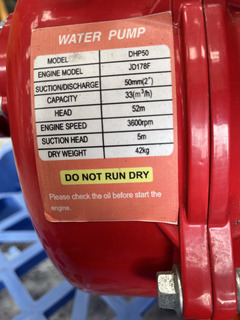 WATER PUMP
MODEL DHP50
ENGINE MODEL JD178F
SUCTION/DISCHARGE 50mm(2")
CAPACITY 33(m³/h)
HEAD 52m
ENGINE SPEED 3600rpm
SUCTION HEAD 5m
DRY WEIGHT 42kg
DO NOT RUN DRY
Please check the oil before start the
engine.